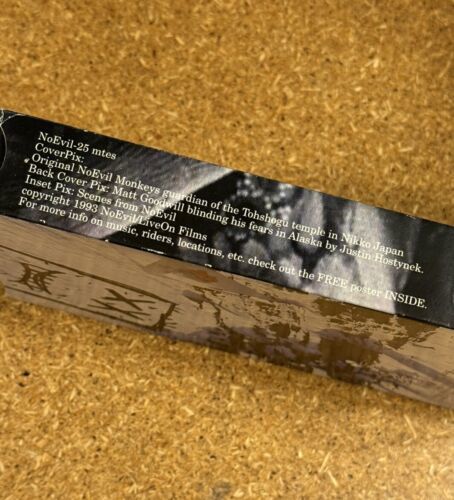 NoEvil-25 mtes
CoverPix:
Original NoEvil Monkeys guardian of the Tohshogu temple in Nikko Japan
Back Cover Pix: Matt Goodwill blinding his fears in Alaska by Justin Hostynek.
Inset Pix: Scenes from NoEvil
copyright 1993 NoEvil/LiveOn Films
For more info on music, riders, locations, etc. check out the FREE poster INSIDE.